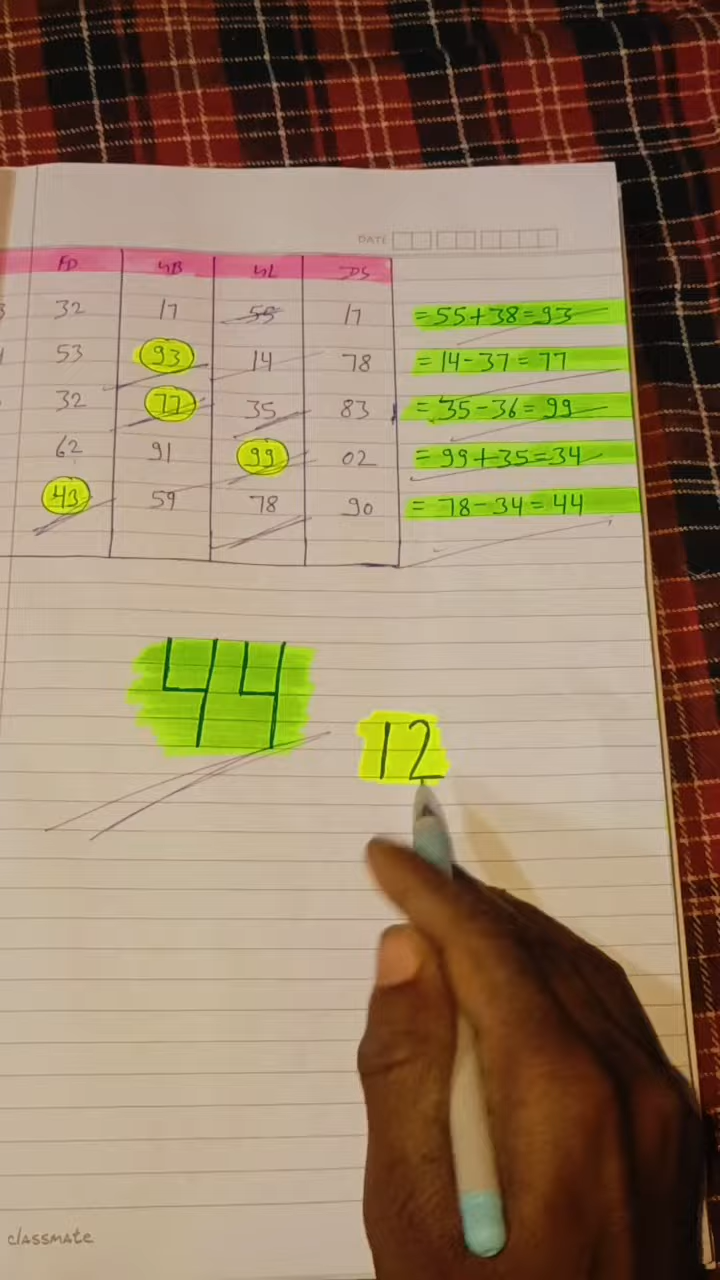 DATE
FD GB GL DS
32 17 55 17 = 55+38=93
53 93 14 78 = 14-37=77
32 77 35 83 = 35-36=99
62 91 99 02 = 99+35=34
43 59 78 90 = 78-34=44
44
12
classmate